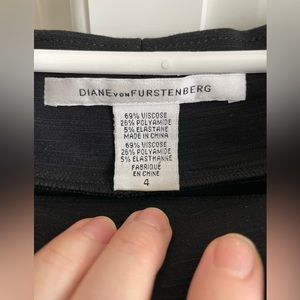 DIANE VON FURSTENBERG
69% VISCOSE
26% POLYAMIDE
5% ELASTANE
MADE IN CHINA
69% VISCOSE
26% POLYAMIDE
5% ELASTHANNE
FABRIQUÉ
EN CHINE
4